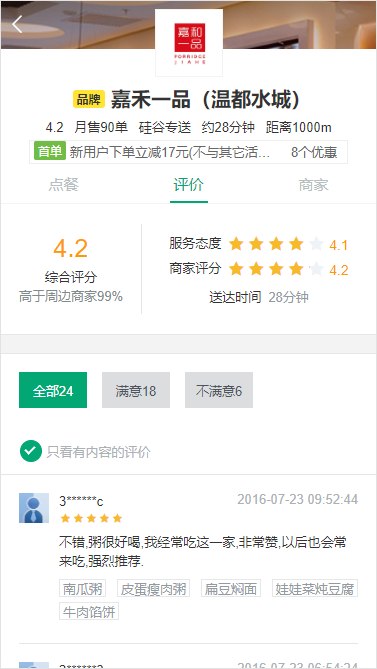 嘉和
一品
PORRIDGE
JIAHE
品牌 嘉禾一品（温都水城）
4.2 月售90单 硅谷专送 约28分钟 距离1000m
首单 新用户下单立减17元(不与其它活... 8个优惠
点餐 评价 商家
4.2
综合评分
高于周边商家99%
服务态度 4.1
商家评分 4.2
送达时间 28分钟
全部24 满意18 不满意6
只看有内容的评价
3******c 2016-07-23 09:52:44
不错,粥很好喝,我经常吃这一家,非常赞,以后也会常
来吃,强烈推荐.
南瓜粥 皮蛋瘦肉粥 扁豆焖面 娃娃菜炖豆腐
牛肉馅饼
2016-07-23 06:54:24